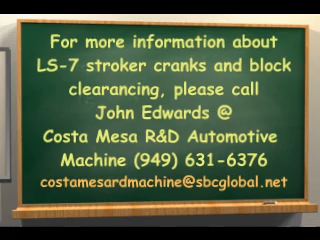 For more information about
LS-7 stroker cranks and block
clearancing, please call
John Edwards @
Costa Mesa R&D Automotive
Machine (949) 631-6376
costamesardmachine@sbcglobal.net